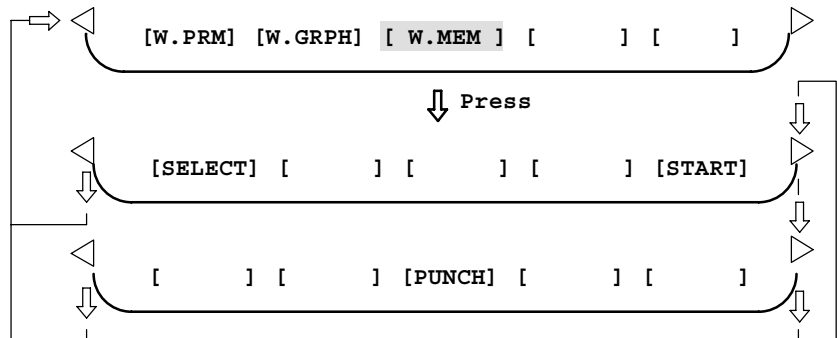 [W.PRM] [W.GRPH] [ W.MEM ] [ ] [ ]
Press
[SELECT] [ ] [ ] [ ] [START]
[ ] [ ] [PUNCH] [ ] [ ]